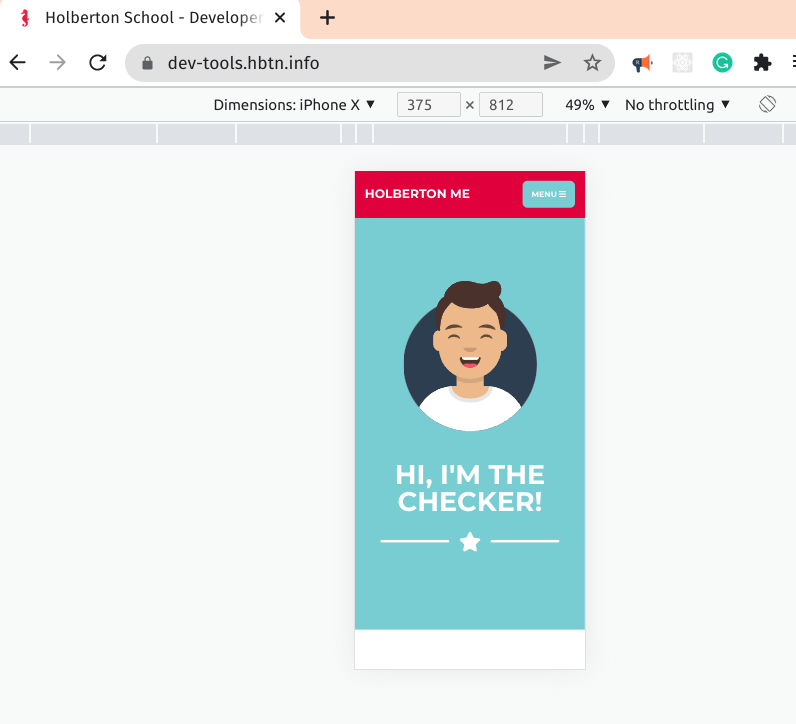 Holberton School - Developer
dev-tools.hbtn.info
Dimensions: iPhone X ▼ 375 × 812 49% ▼ No throttling ▼
HOLBERTON ME
MENU
HI, I'M THE
CHECKER!